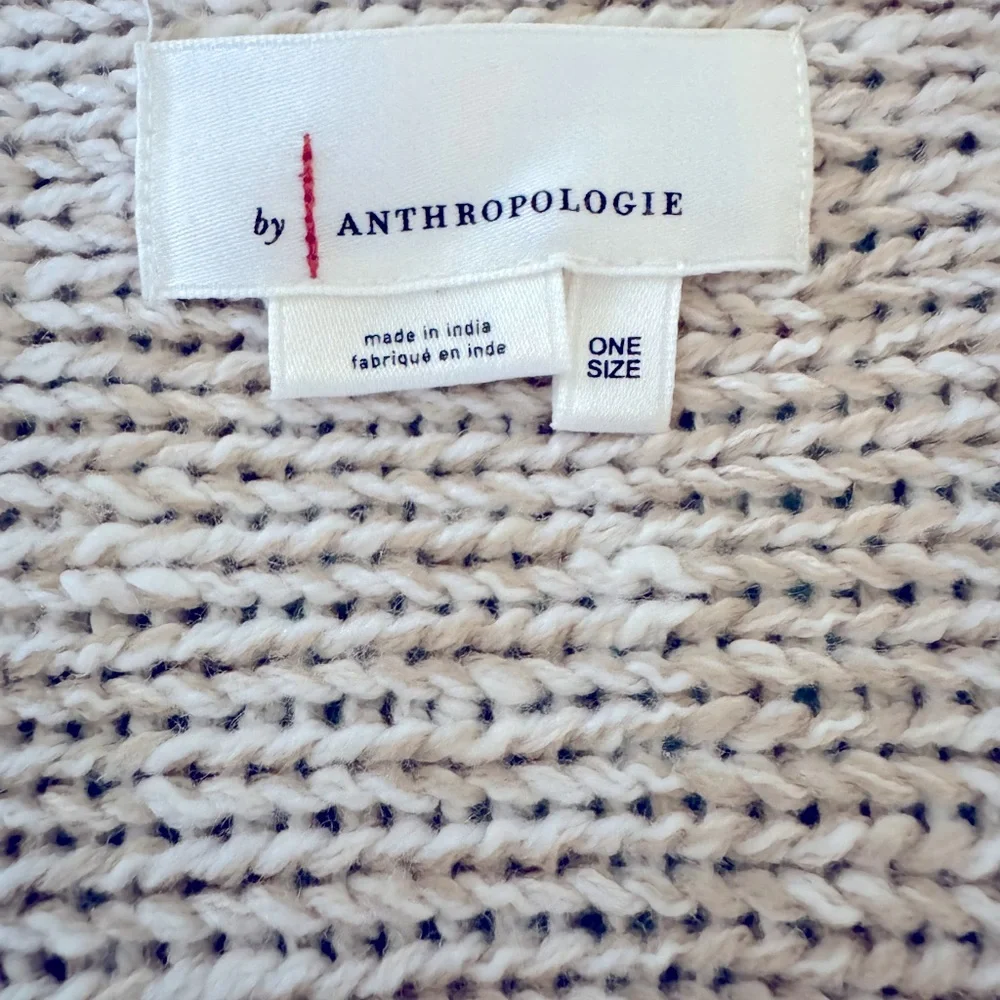 by ANTHROPOLOGIE
made in india
fabriqué en inde
ONE
SIZE